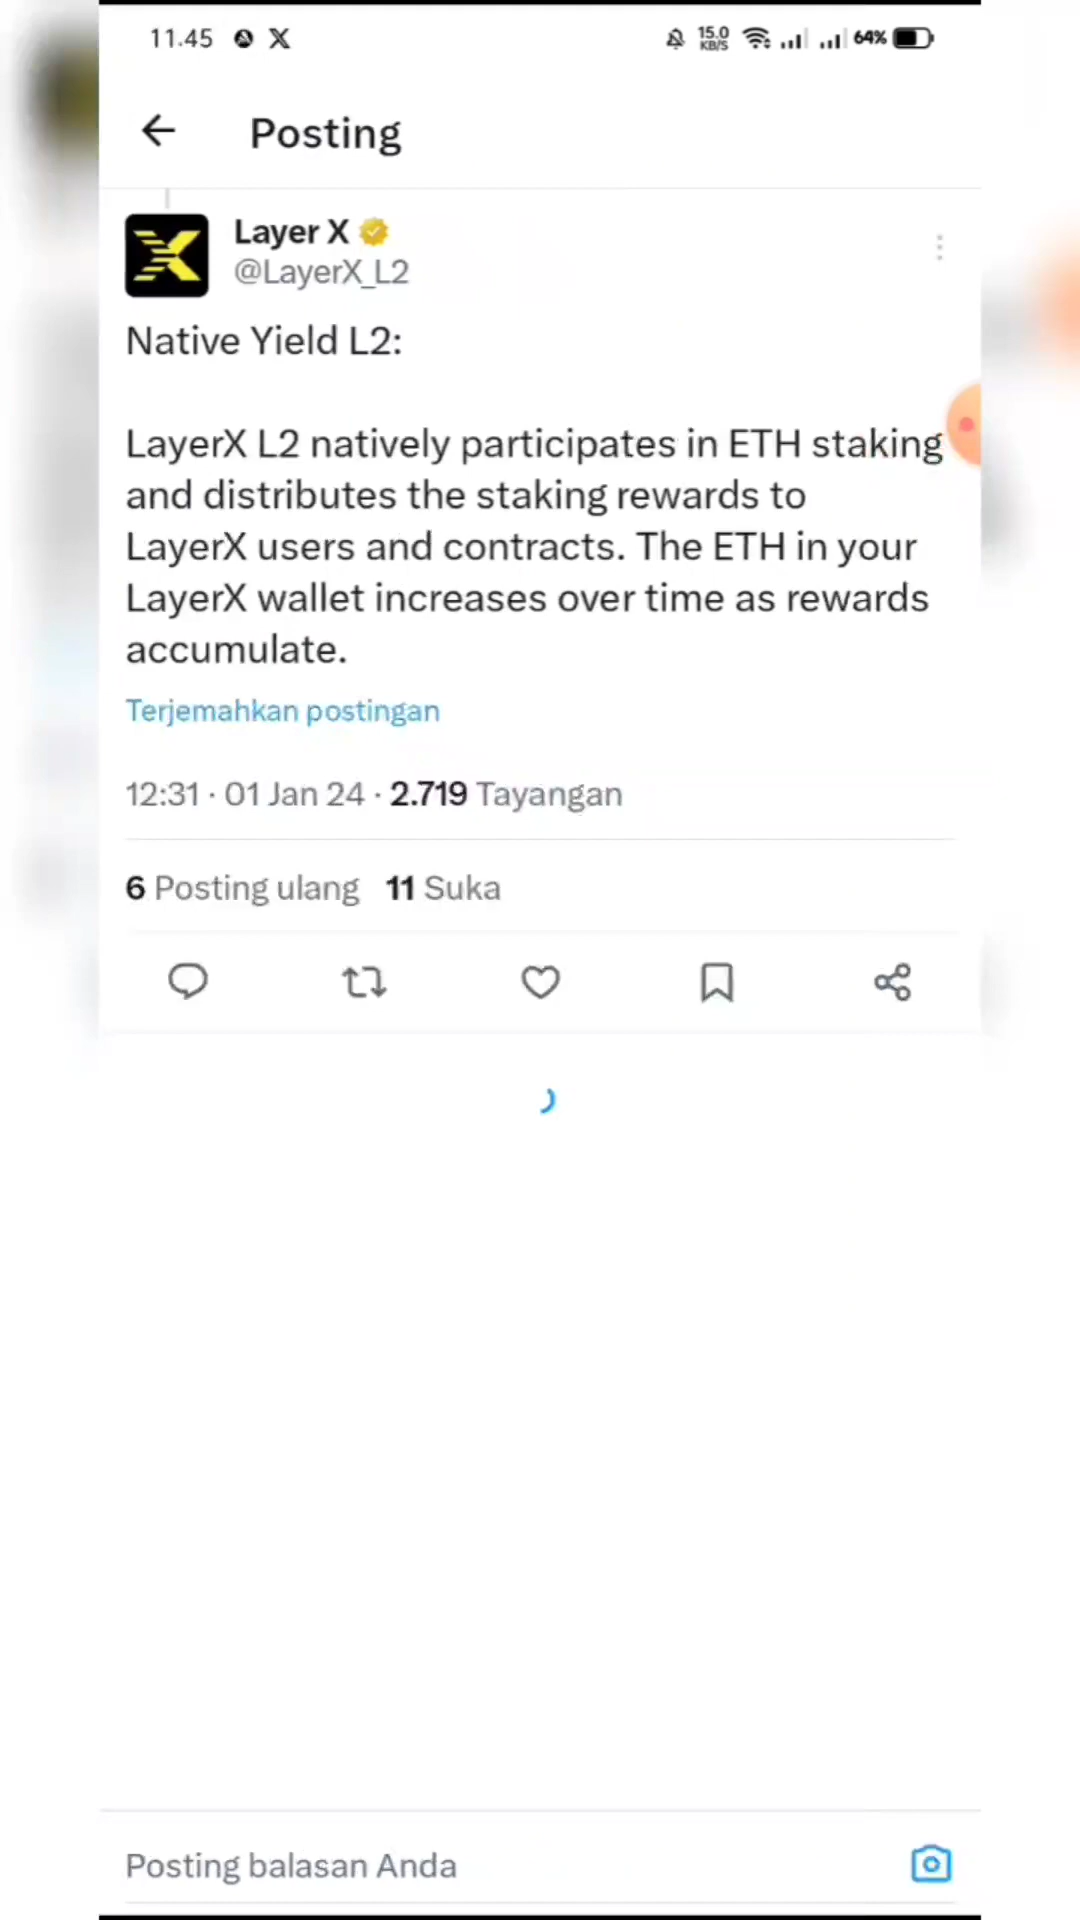 11.45
15.0
KB/S
64%
Posting
Layer X
@LayerX_L2
Native Yield L2:
LayerX L2 natively participates in ETH staking
and distributes the staking rewards to
LayerX users and contracts. The ETH in your
LayerX wallet increases over time as rewards
accumulate.
Terjemahkan postingan
12:31 · 01 Jan 24 · 2.719 Tayangan
6 Posting ulang 11 Suka
Posting balasan Anda